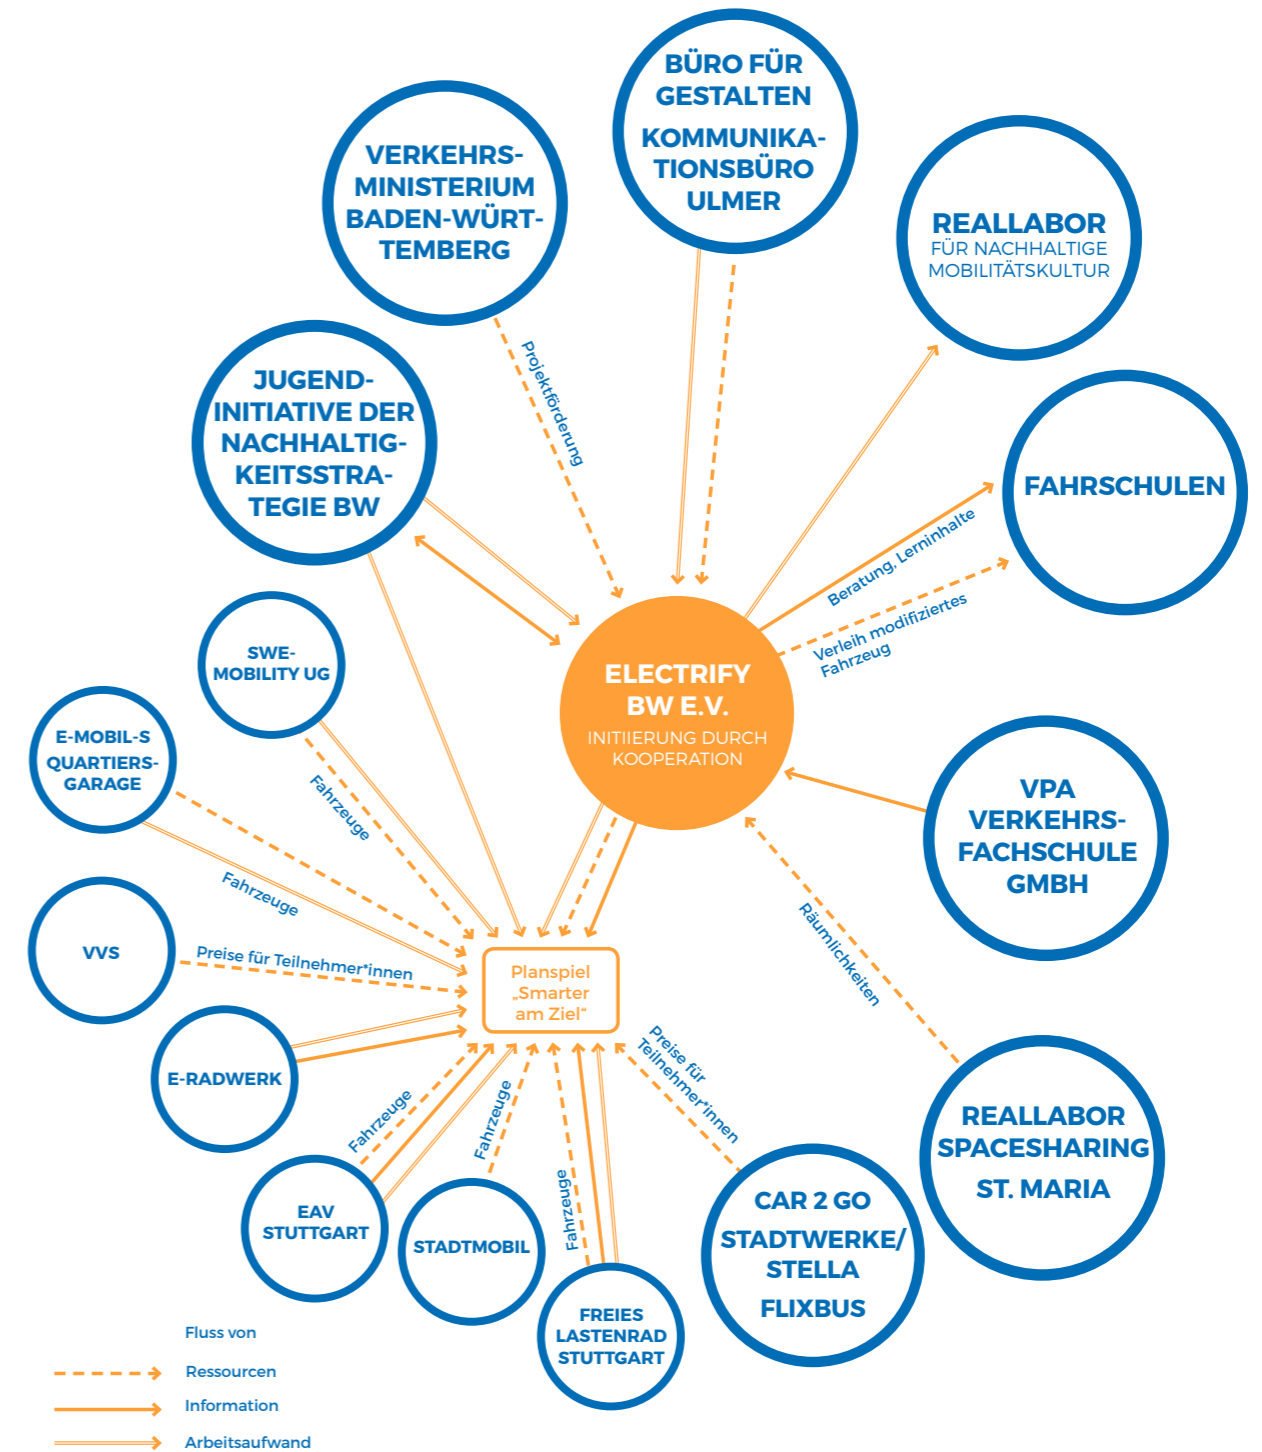 BÜRO FÜR
GESTALTEN
KOMMUNIKA-
TIONSBÜRO
ULMER
VERKEHRS-
MINISTERIUM
BADEN-WÜRT-
TEMBERG
REALLABOR
FÜR NACHHALTIGE
MOBILITÄTSKULTUR
JUGEND-
INITIATIVE DER
NACHHALTIG-
KEITSSTRA-
TEGIE BW
Projektförderung
FAHRSCHULEN
Beratung, Lerninhalte
Verleih modifiziertes
Fahrzeug
SWE-
MOBILITY UG
ELECTRIFY
BW E.V.
INITIIERUNG DURCH
KOOPERATION
E-MOBIL-S
QUARTIERS-
GARAGE
Fahrzeuge
VPA
VERKEHRS-
FACHSCHULE
GMBH
Fahrzeuge
VVS
Preise für Teilnehmer*innen
Planspiel
„Smarter
am Ziel“
Räumlichkeiten
E-RADWERK
Preise für
Teilnehmer*innen
Fahrzeuge
Fahrzeuge
Fahrzeuge
REALLABOR
SPACESHARING
ST. MARIA
EAV
STUTTGART
STADTMOBIL
CAR 2 GO
STADTWERKE/
STELLA
FLIXBUS
FREIES
LASTENRAD
STUTTGART
Fluss von
Ressourcen
Information
Arbeitsaufwand